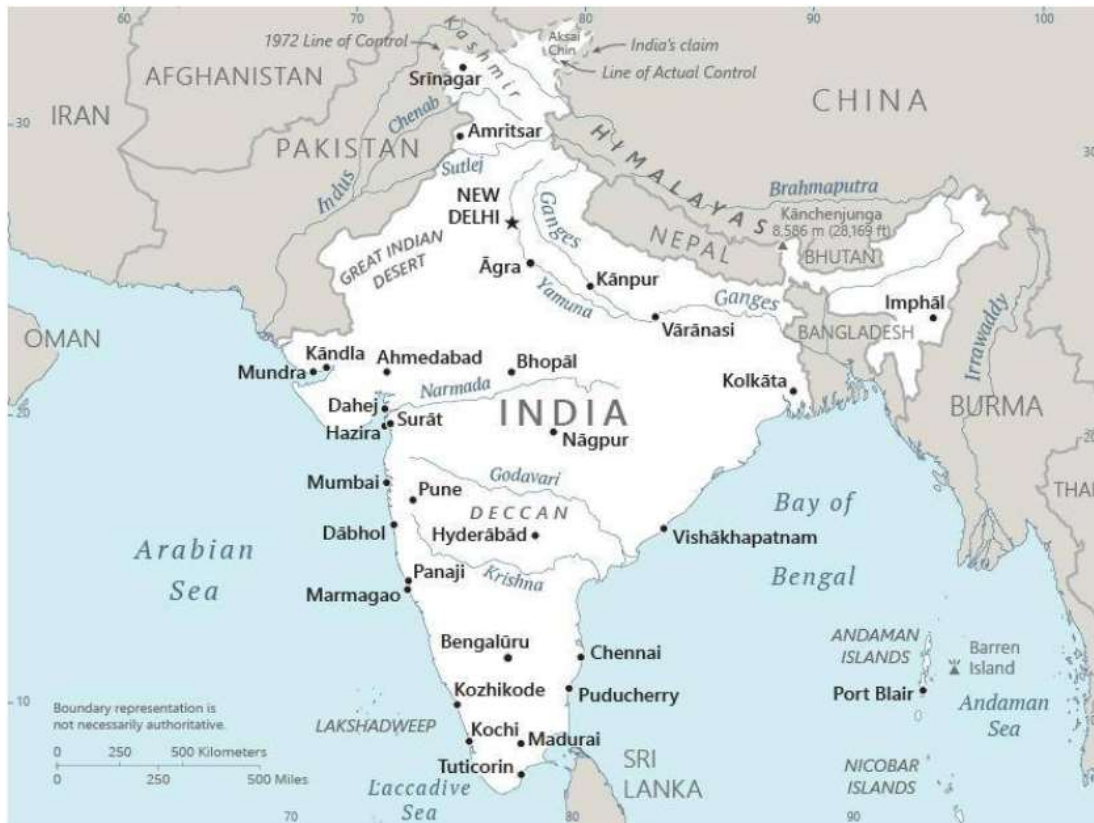 60
70
80
90
100
1972 Line of Control
Kashmir
Aksai
Chin
India's claim
Line of Actual Control
AFGHANISTAN
Srīnagar
CHINA
IRAN
30
Chenab
Amritsar
PAKISTAN
Sutlej
Indus
HIMALAYAS
NEW
DELHI
Ganges
Brahmaputra
Kānchenjunga
8,586 m (28,169 ft)
NEPAL
BHUTAN
GREAT INDIAN
DESERT
Āgra
Kānpur
Yamuna
Ganges
Imphāl
Vārānasi
BANGLADESH
OMAN
Kāndla
Mundra
Ahmedabad
Bhopāl
Irrawaddy
Narmada
Kolkāta
Dahej
Surāt
Hazira
INDIA
BURMA
20
Nāgpur
Godavari
Mumbai
Pune
DECCAN
Bay of
Bengal
Dābhol
Hyderābād
Vishākhapatnam
Arabian
Sea
Panaji
Marmagao
Krishna
Bengalūru
Chennai
ANDAMAN
ISLANDS
Barren
Island
Kozhikode
Puducherry
Port Blair
Andaman
Sea
10
Boundary representation is
not necessarily authoritative.
LAKSHADWEEP
Kochi
Madurai
0 250 500 Kilometers
0 250 500 Miles
Tuticorin
SRI
LANKA
NICOBAR
ISLANDS
Laccadive
Sea
70
80
90